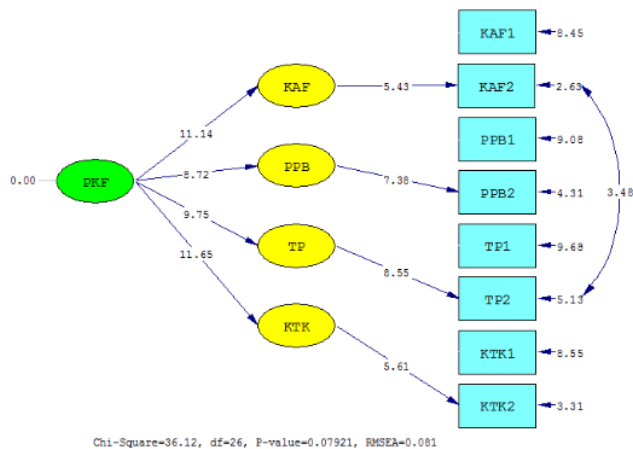 KAF1
8.45
KAF
5.43
KAF2
2.63
11.14
PPB1
9.08
0.00
PKF
8.72
PPB
7.38
PPB2
4.31
3.48
9.75
TP
TP1
9.68
11.65
8.55
TP2
5.13
KTK
KTK1
8.55
5.61
KTK2
3.31
Chi-Square=36.12, df=26, P-value=0.07921, RMSEA=0.081